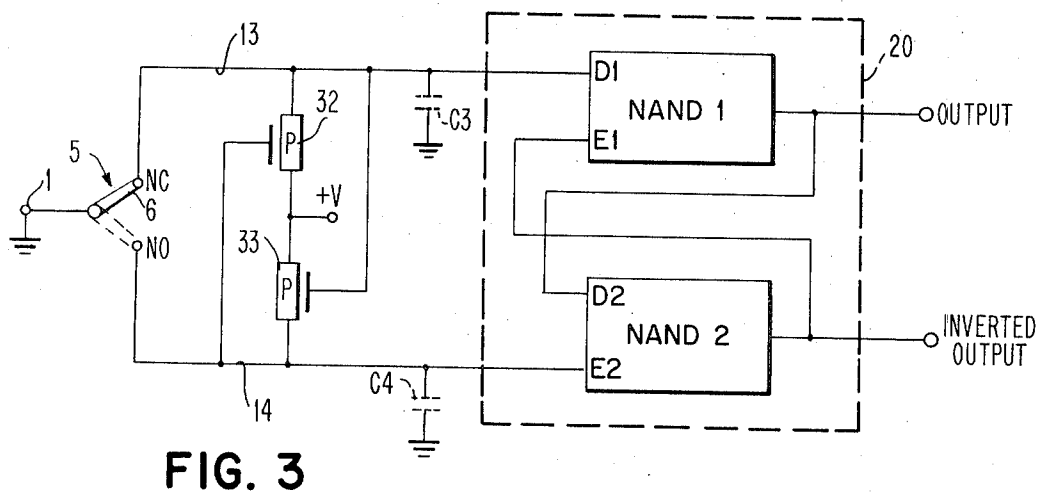 13
20
32
D1
NAND 1
C3
OUTPUT
P
E1
5
NC
1
6
+V
NO
33
P
D2
NAND 2
INVERTED
OUTPUT
E2
C4
14
FIG. 3